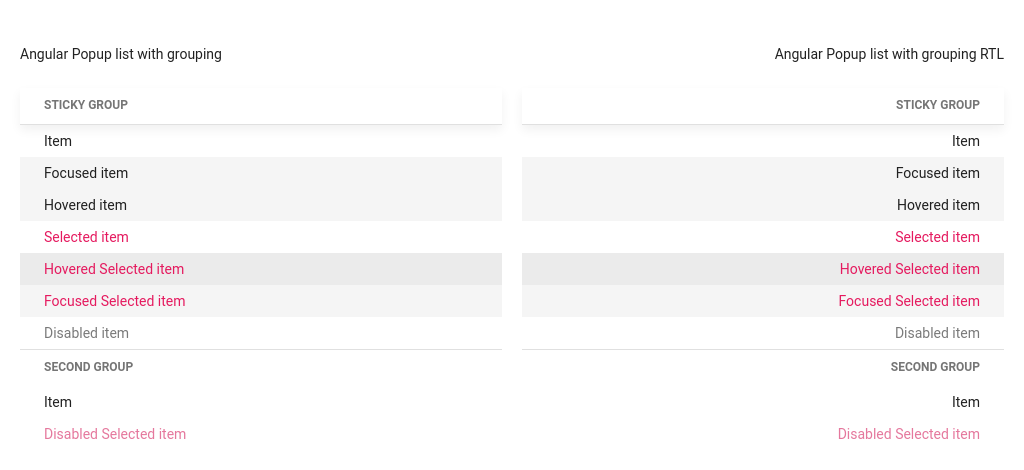 Angular Popup list with grouping
STICKY GROUP
Item
Focused item
Hovered item
Selected item
Hovered Selected item
Focused Selected item
Disabled item
SECOND GROUP
Item
Disabled Selected item
Angular Popup list with grouping RTL
STICKY GROUP
Item
Focused item
Hovered item
Selected item
Hovered Selected item
Focused Selected item
Disabled item
SECOND GROUP
Item
Disabled Selected item